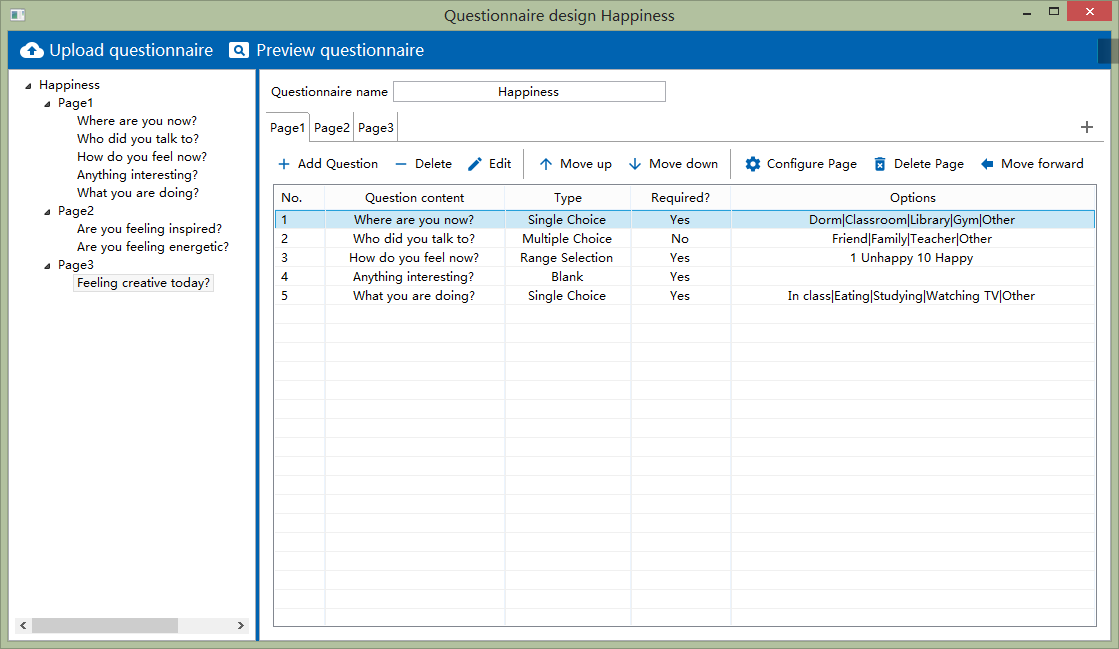 Questionnaire design Happiness
Upload questionnaire Preview questionnaire
Happiness
Page1
Where are you now?
Who did you talk to?
How do you feel now?
Anything interesting?
What you are doing?
Page2
Are you feeling inspired?
Are you feeling energetic?
Page3
Feeling creative today?
Questionnaire name Happiness
Page1 Page2 Page3
Add Question Delete Edit Move up Move down Configure Page Delete Page Move forward
No. Question content Type Required? Options
1 Where are you now? Single Choice Yes Dorm|Classroom|Library|Gym|Other
2 Who did you talk to? Multiple Choice No Friend|Family|Teacher|Other
3 How do you feel now? Range Selection Yes 1 Unhappy 10 Happy
4 Anything interesting? Blank Yes
5 What you are doing? Single Choice Yes In class|Eating|Studying|Watching TV|Other